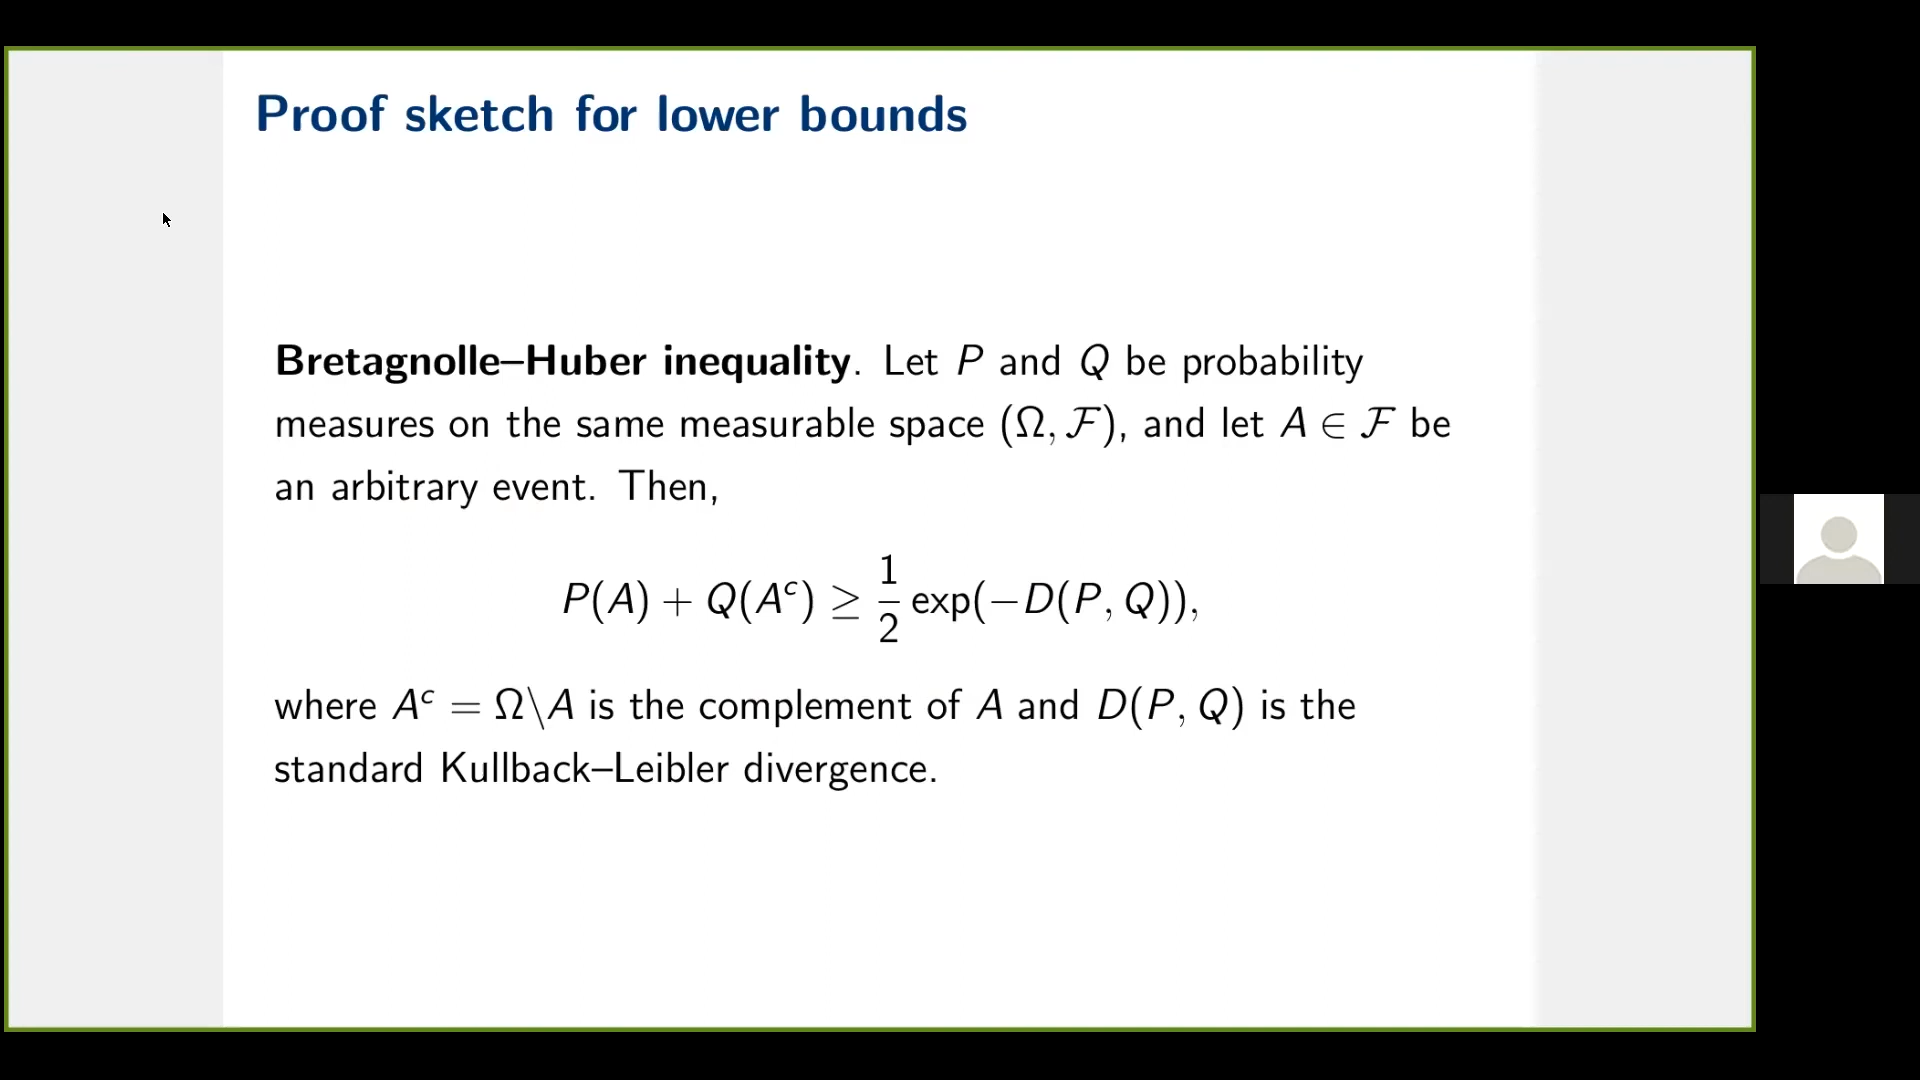 Proof sketch for lower bounds
Bretagnolle–Huber inequality. Let P and Q be probability
measures on the same measurable space (Ω, ℱ), and let A ∈ ℱ be
an arbitrary event. Then,
P(A) + Q(Aᶜ) ≥ 1/2 exp(−D(P, Q)),
where Aᶜ = Ω\A is the complement of A and D(P, Q) is the
standard Kullback–Leibler divergence.